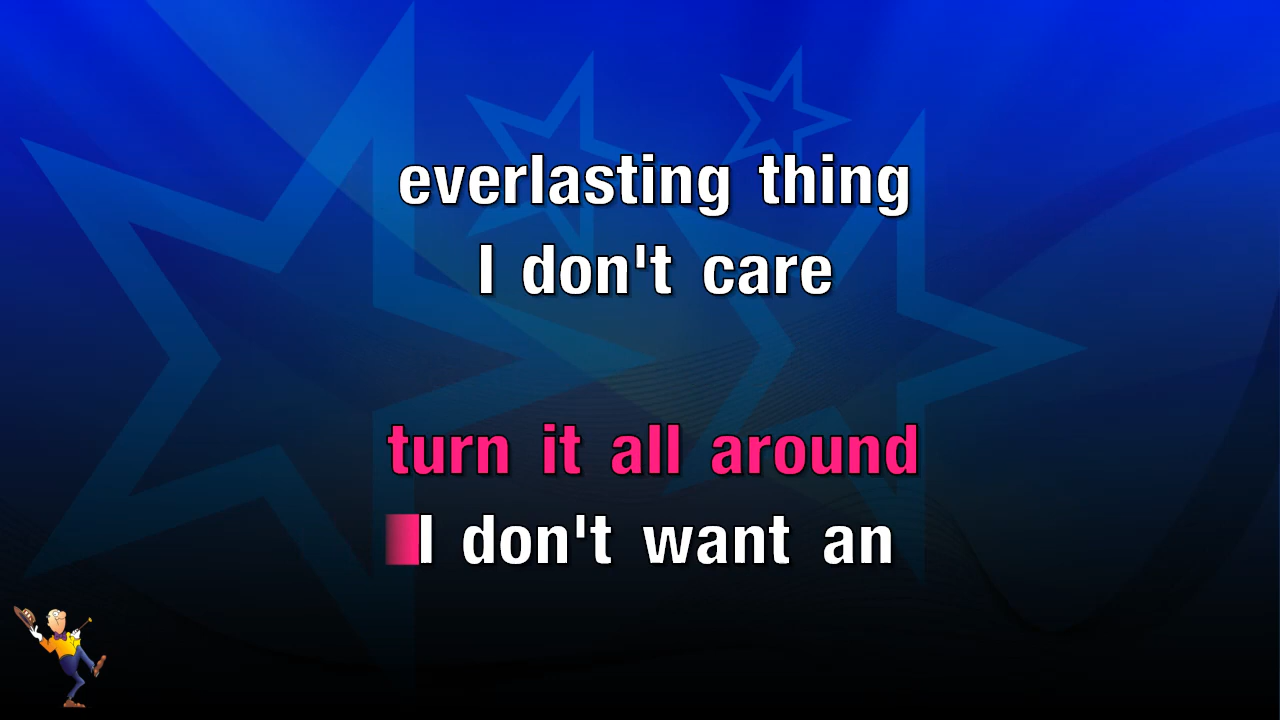 everlasting thing
I don't care
turn it all around
I don't want an